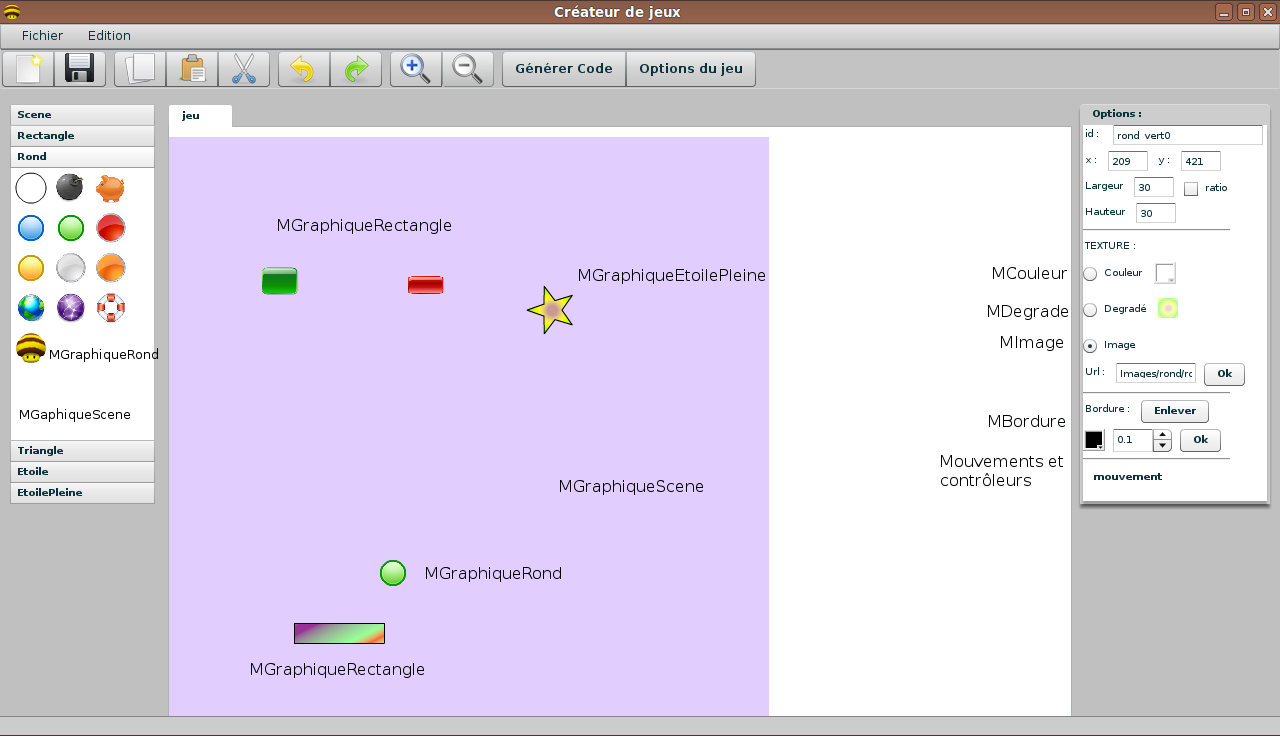 Créateur de jeux
Fichier Edition
Générer Code Options du jeu
Scene
Rectangle
Rond
MGraphiqueRond
MGaphiqueScene
Triangle
Etoile
EtoilePleine
jeu
MGraphiqueRectangle
MGraphiqueEtoilePleine
MGraphiqueScene
MGraphiqueRond
MGraphiqueRectangle
MCouleur
MDegrade
MImage
MBordure
Mouvements et
contrôleurs
Options :
id : rond vert0
x : 209 y : 421
Largeur 30 ratio
Hauteur 30
TEXTURE :
Couleur
Degradé
Image
Url : Images/rond/rc Ok
Bordure : Enlever
0.1 Ok
mouvement